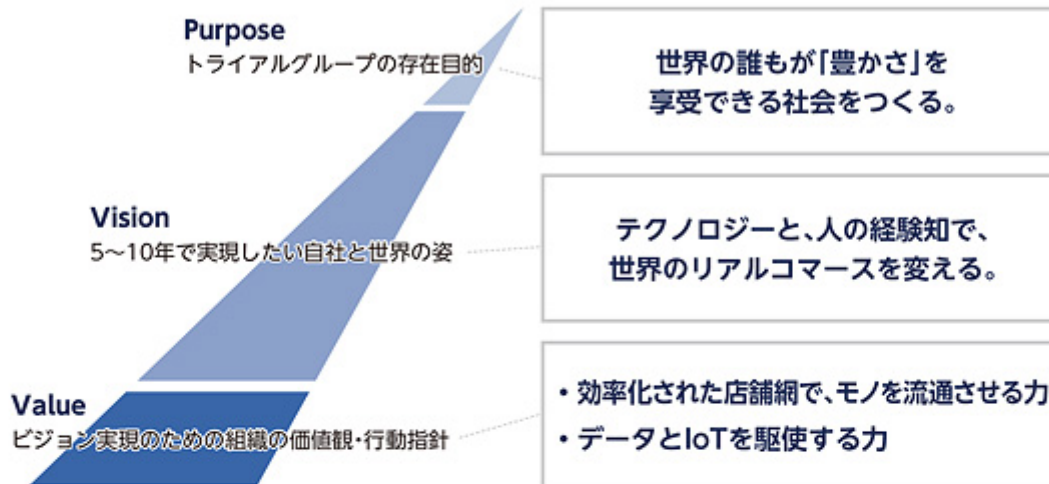 Purpose
トライアルグループの存在目的
世界の誰もが「豊かさ」を
享受できる社会をつくる。
Vision
5〜10年で実現したい自社と世界の姿
テクノロジーと、人の経験知で、
世界のリアルコマースを変える。
Value
ビジョン実現のための組織の価値観・行動指針
・効率化された店舗網で、モノを流通させる力
・データとIoTを駆使する力